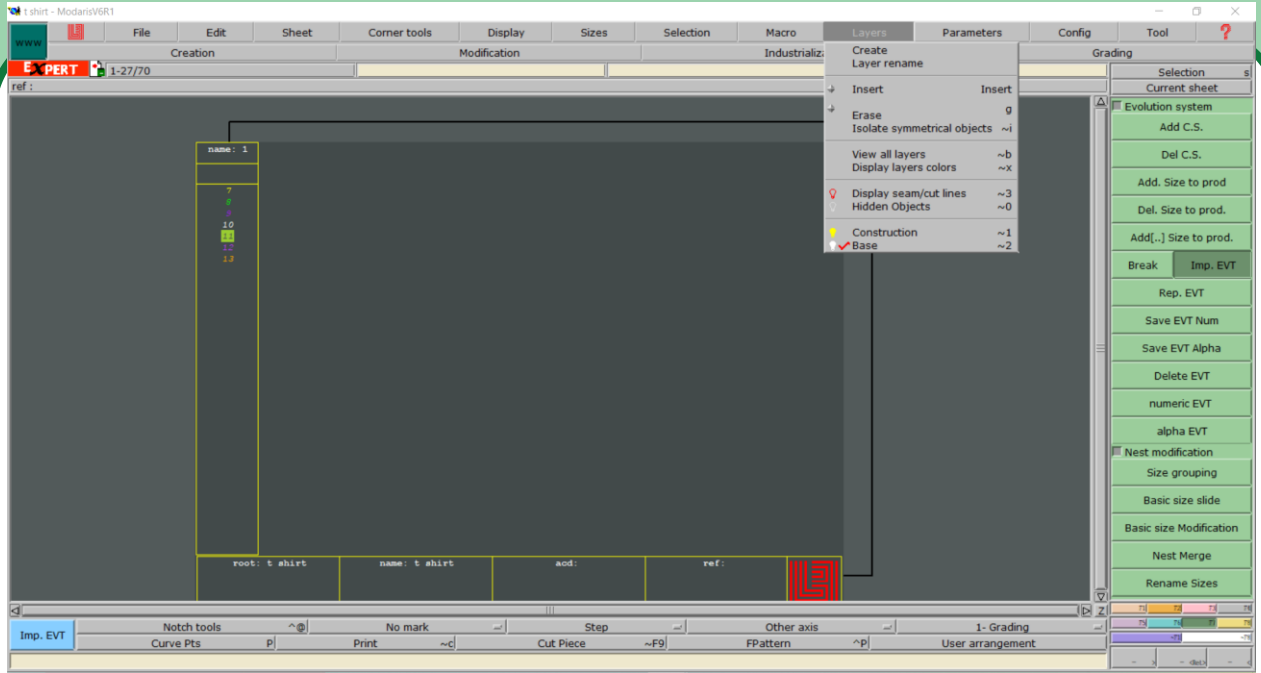 t shirt - ModarisV6R1
File Edit Sheet Corner tools Display Sizes Selection Macro Layers Parameters Config Tool ?
www
Creation Modification Industrializ Grading
EXPERT 1-27/70
ref :
Create
Layer rename
Insert Insert
Erase g
Isolate symmetrical objects ~i
View all layers ~b
Display layers colors ~x
Display seam/cut lines ~3
Hidden Objects ~0
Construction ~1
Base ~2
name: 1
7
8
9
10
11
12
13
root: t shirt name: t shirt acd: ref:
Selection s
Current sheet
Evolution system
Add C.S.
Del C.S.
Add. Size to prod
Del. Size to prod.
Add[..] Size to prod.
Break Imp. EVT
Rep. EVT
Save EVT Num
Save EVT Alpha
Delete EVT
numeric EVT
alpha EVT
Nest modification
Size grouping
Basic size slide
Basic size Modification
Nest Merge
Rename Sizes
Z
Imp. EVT
Notch tools ^@ No mark Step Other axis 1- Grading
Curve Pts P Print ~c Cut Piece ~F9 FPattern ^P User arrangement